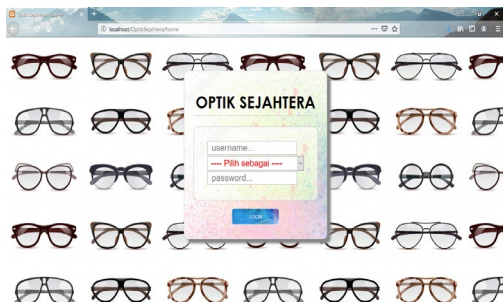 localhost/OptikSejahtera/home
OPTIK SEJAHTERA
username...
---- Pilih sebagai ----
password...
LOGIN